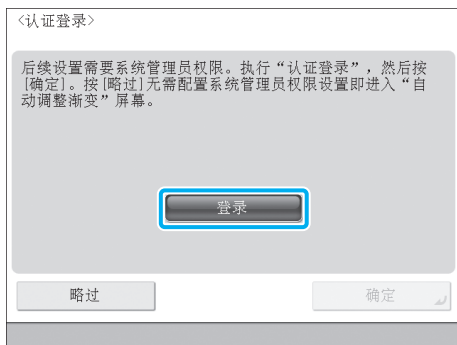 <认证登录>
后续设置需要系统管理员权限。执行“认证登录”，然后按
[确定]。按[略过]无需配置系统管理员权限设置即进入“自
动调整渐变”屏幕。
登录
略过
确定